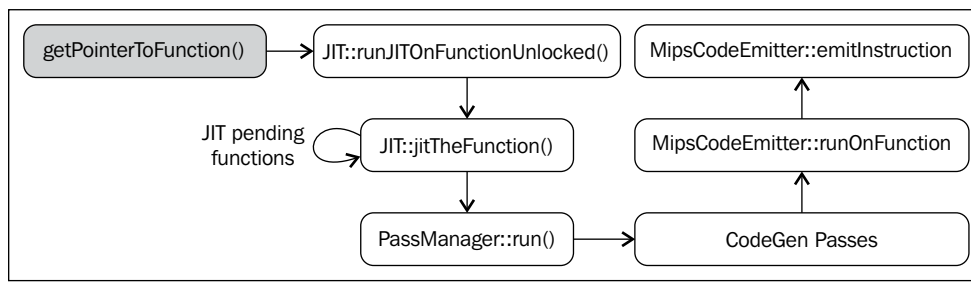 getPointerToFunction()
JIT::runJITOnFunctionUnlocked()
MipsCodeEmitter::emitInstruction
JIT pending
functions
JIT::jitTheFunction()
MipsCodeEmitter::runOnFunction
PassManager::run()
CodeGen Passes